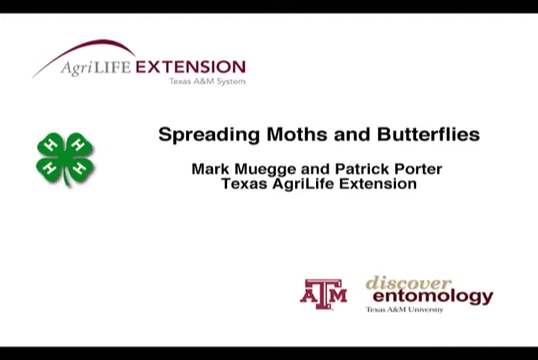 AgriLIFE EXTENSION
Texas A&M System
H H
H H
Spreading Moths and Butterflies
Mark Muegge and Patrick Porter
Texas AgriLife Extension
ATM
discover
entomology
Texas A&M University